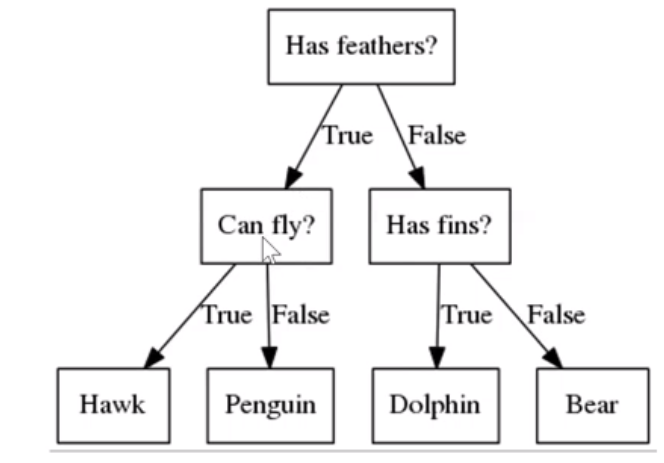 Has feathers?
True
False
Can fly?
Has fins?
True
False
True
False
Hawk
Penguin
Dolphin
Bear